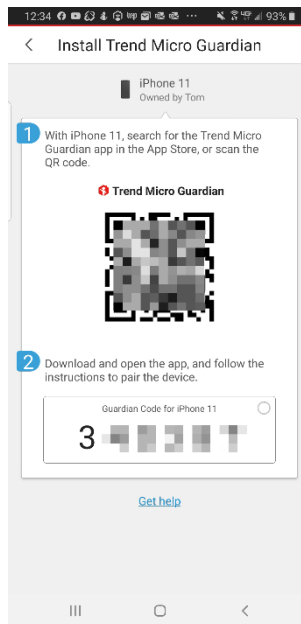 12:34
93%
Install Trend Micro Guardian
iPhone 11
Owned by Tom
1
With iPhone 11, search for the Trend Micro
Guardian app in the App Store, or scan the
QR code.
Trend Micro Guardian
2
Download and open the app, and follow the
instructions to pair the device.
Guardian Code for iPhone 11
3
Get help